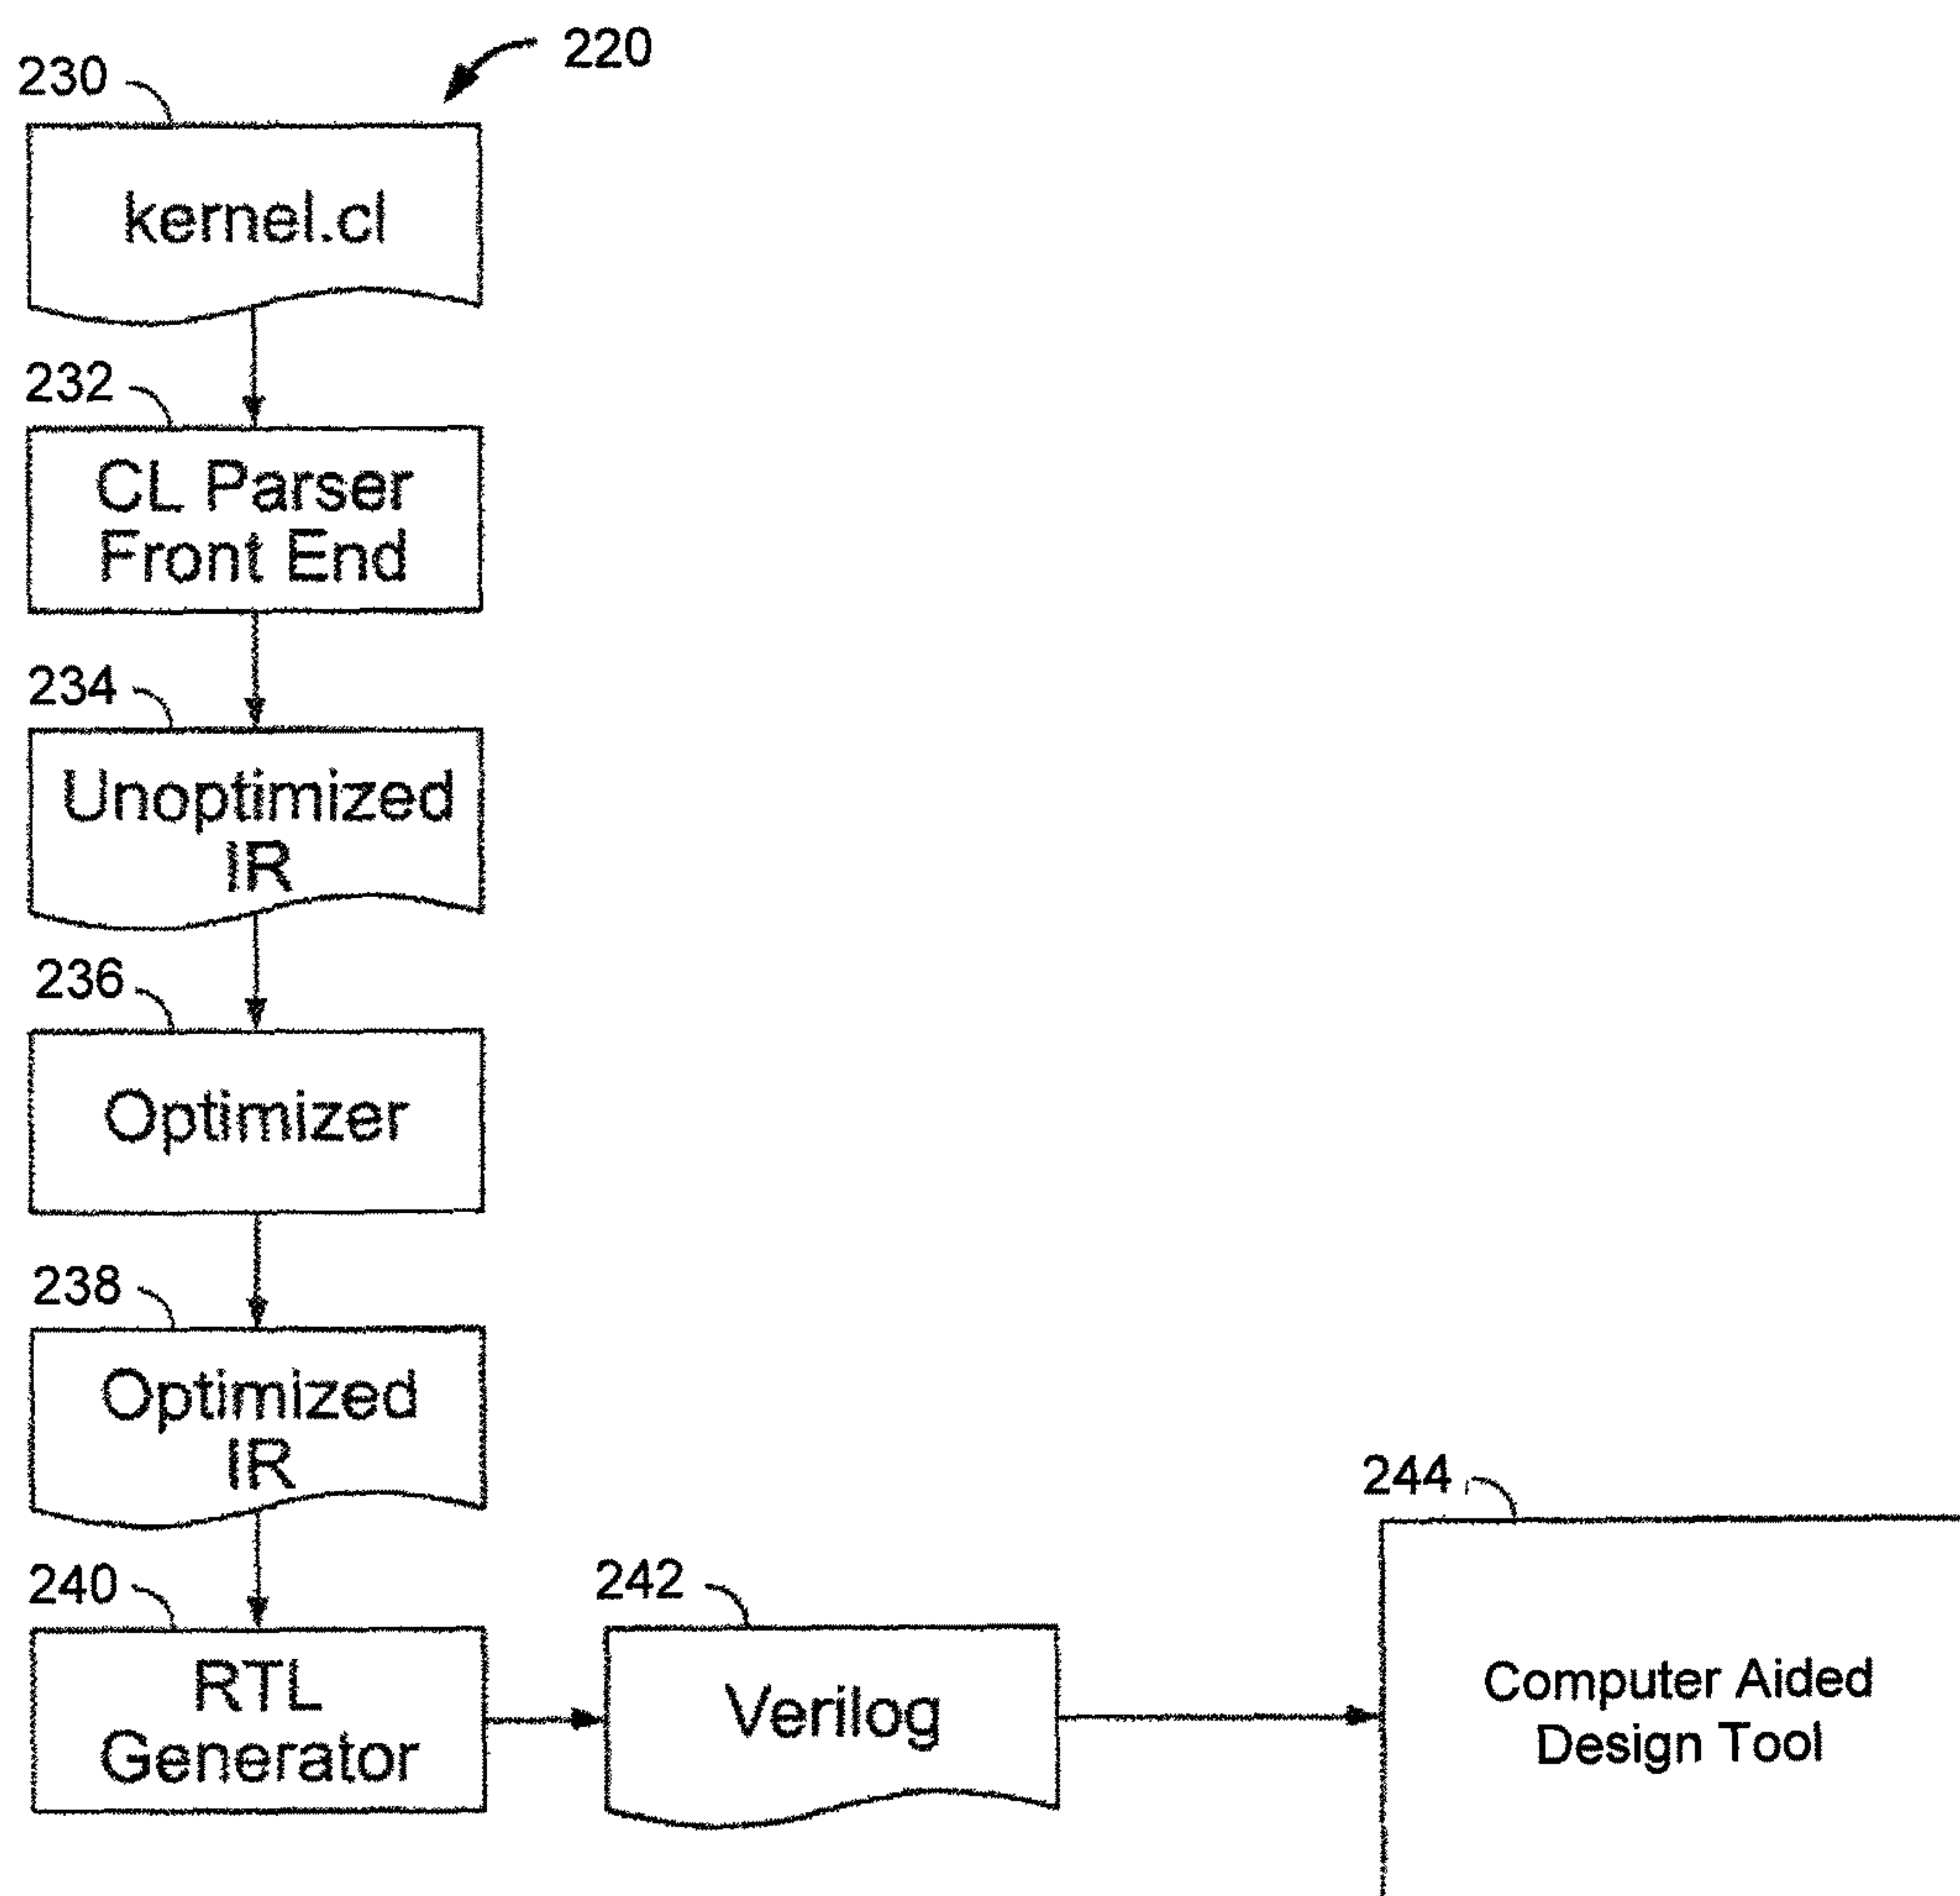 220
230
kernel.cl
232
CL Parser
Front End
234
Unoptimized
IR
236
Optimizer
238
Optimized
IR
240
RTL
Generator
242
Verilog
244
Computer Aided
Design Tool